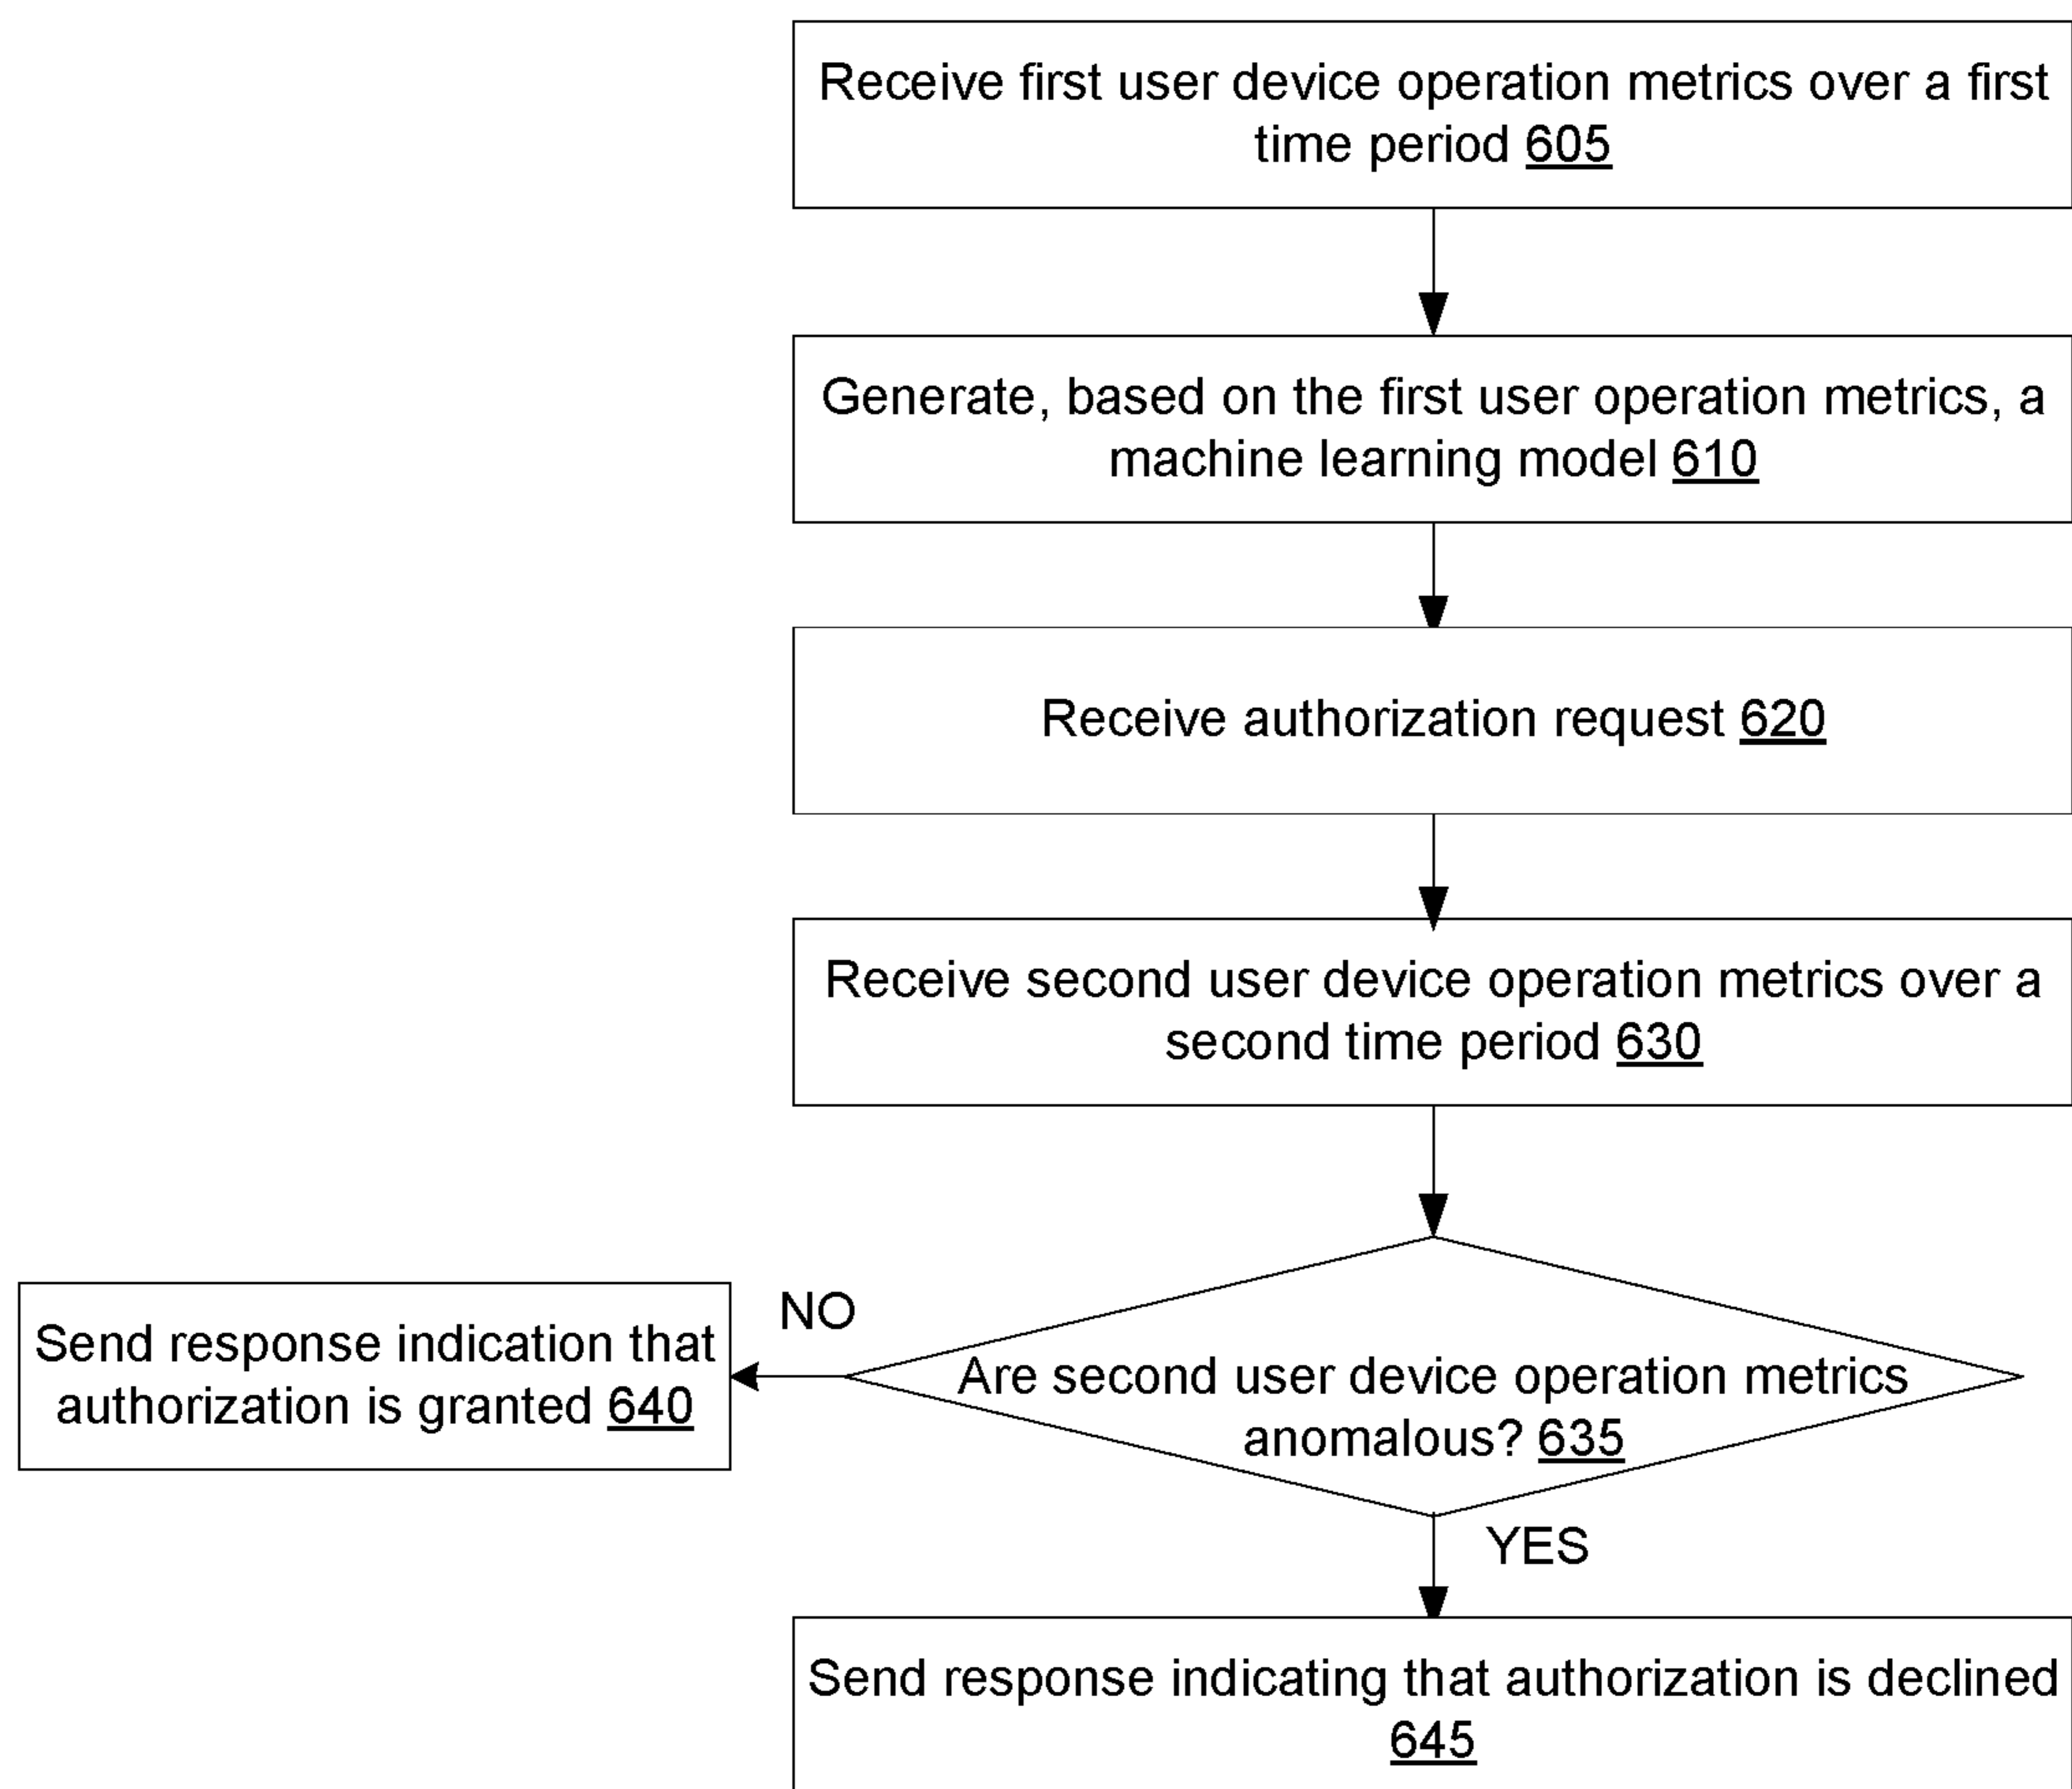 Receive first user device operation metrics over a first
time period 605
Generate, based on the first user operation metrics, a
machine learning model 610
Receive authorization request 620
Receive second user device operation metrics over a
second time period 630
NO
Send response indication that
authorization is granted 640
Are second user device operation metrics
anomalous? 635
YES
Send response indicating that authorization is declined
645